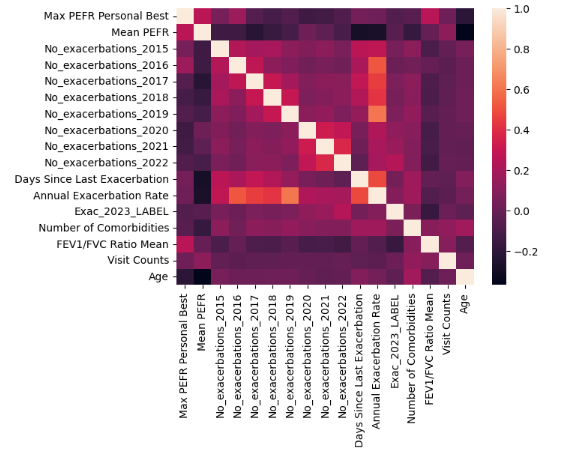 Max PEFR Personal Best
Mean PEFR
No_exacerbations_2015
No_exacerbations_2016
No_exacerbations_2017
No_exacerbations_2018
No_exacerbations_2019
No_exacerbations_2020
No_exacerbations_2021
No_exacerbations_2022
Days Since Last Exacerbation
Annual Exacerbation Rate
Exac_2023_LABEL
Number of Comorbidities
FEV1/FVC Ratio Mean
Visit Counts
Age
Max PEFR Personal Best
Mean PEFR
No_exacerbations_2015
No_exacerbations_2016
No_exacerbations_2017
No_exacerbations_2018
No_exacerbations_2019
No_exacerbations_2020
No_exacerbations_2021
No_exacerbations_2022
Days Since Last Exacerbation
Annual Exacerbation Rate
Exac_2023_LABEL
Number of Comorbidities
FEV1/FVC Ratio Mean
Visit Counts
Age
1.0
0.8
0.6
0.4
0.2
0.0
−0.2